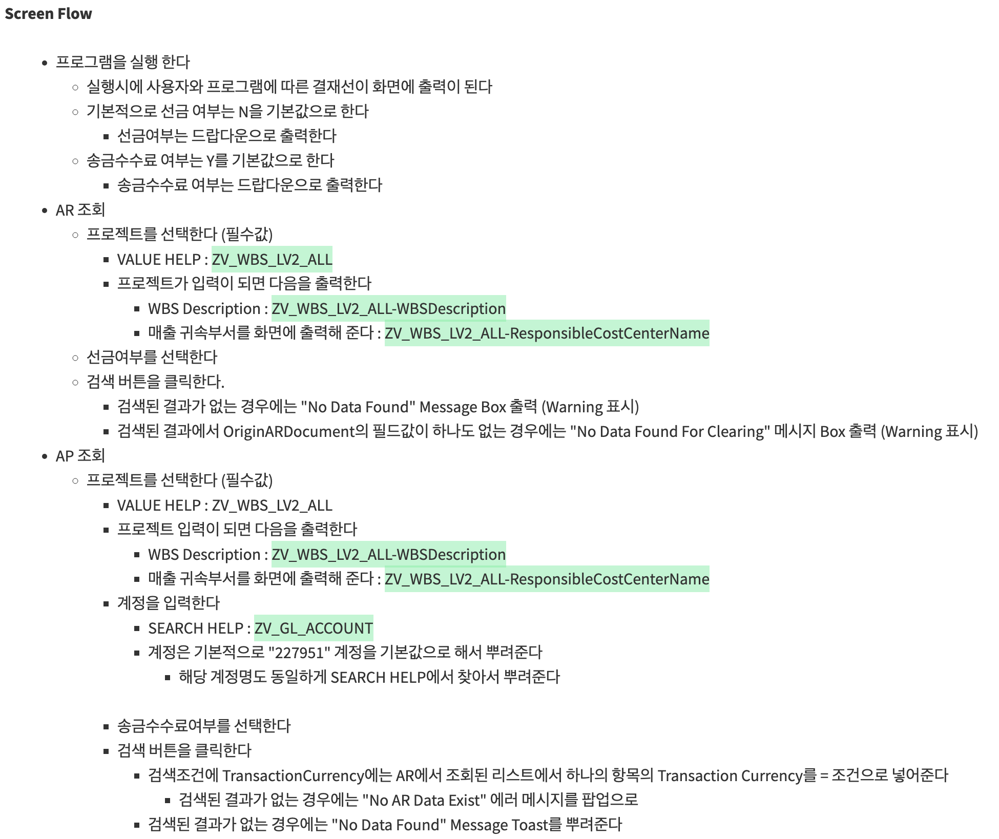 Screen Flow
프로그램을 실행 한다
실행시에 사용자와 프로그램에 따른 결재선이 화면에 출력이 된다
기본적으로 선금 여부는 N을 기본값으로 한다
선금여부는 드랍다운으로 출력한다
송금수수료 여부는 Y를 기본값으로 한다
송금수수료 여부는 드랍다운으로 출력한다
AR 조회
프로젝트를 선택한다 (필수값)
VALUE HELP : ZV_WBS_LV2_ALL
프로젝트가 입력이 되면 다음을 출력한다
WBS Description : ZV_WBS_LV2_ALL-WBSDescription
매출 귀속부서를 화면에 출력해 준다 : ZV_WBS_LV2_ALL-ResponsibleCostCenterName
선금여부를 선택한다
검색 버튼을 클릭한다.
검색된 결과가 없는 경우에는 "No Data Found" Message Box 출력 (Warning 표시)
검색된 결과에서 OriginARDocument의 필드값이 하나도 없는 경우에는 "No Data Found For Clearing" 메시지 Box 출력 (Warning 표시)
AP 조회
프로젝트를 선택한다 (필수값)
VALUE HELP : ZV_WBS_LV2_ALL
프로젝트 입력이 되면 다음을 출력한다
WBS Description : ZV_WBS_LV2_ALL-WBSDescription
매출 귀속부서를 화면에 출력해 준다 : ZV_WBS_LV2_ALL-ResponsibleCostCenterName
계정을 입력한다
SEARCH HELP : ZV_GL_ACCOUNT
계정은 기본적으로 "227951" 계정을 기본값으로 해서 뿌려준다
해당 계정명도 동일하게 SEARCH HELP에서 찾아서 뿌려준다
송금수수료여부를 선택한다
검색 버튼을 클릭한다
검색조건에 TransactionCurrency에는 AR에서 조회된 리스트에서 하나의 항목의 Transaction Currency를 = 조건으로 넣어준다
검색된 결과가 없는 경우에는 "No AR Data Exist" 에러 메시지를 팝업으로
검색된 결과가 없는 경우에는 "No Data Found" Message Toast를 뿌려준다